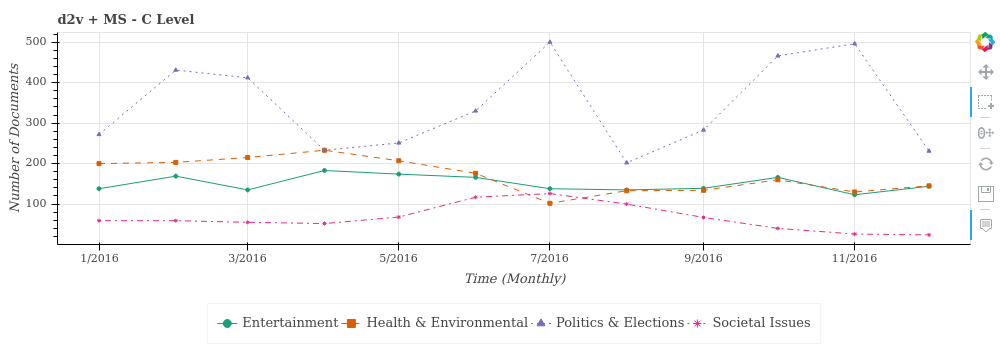 d2v + MS - C Level
Number of Documents
500
400
300
200
100
1/2016 3/2016 5/2016 7/2016 9/2016 11/2016
Time (Monthly)
Entertainment Health & Environmental Politics & Elections Societal Issues